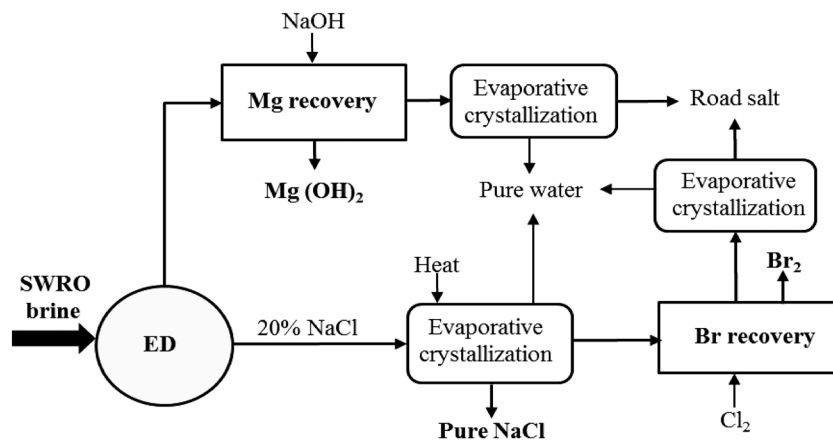 NaOH
Mg recovery
Evaporative
crystallization
Road salt
Mg (OH)₂
Pure water
Evaporative
crystallization
SWRO
brine
Heat
Br₂
ED
20% NaCl
Evaporative
crystallization
Br recovery
Pure NaCl
Cl₂